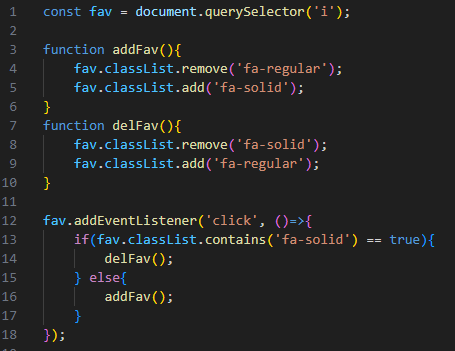 1 const fav = document.querySelector('i');
2
3 function addFav(){
4     fav.classList.remove('fa-regular');
5     fav.classList.add('fa-solid');
6 }
7 function delFav(){
8     fav.classList.remove('fa-solid');
9     fav.classList.add('fa-regular');
10 }
11
12 fav.addEventListener('click', ()=>{
13     if(fav.classList.contains('fa-solid') == true){
14         delFav();
15     } else{
16         addFav();
17     }
18 });